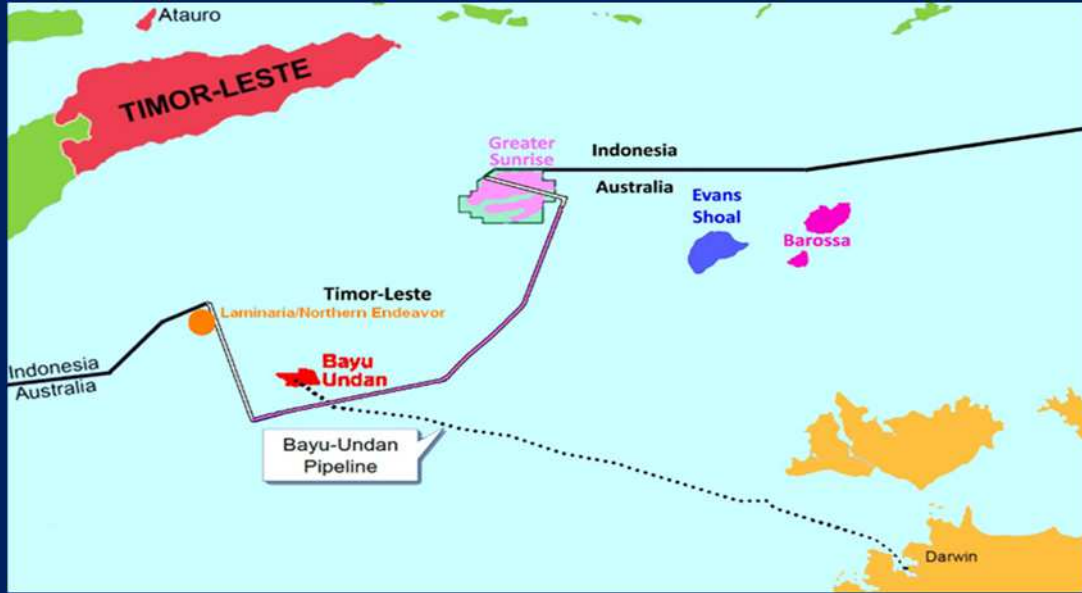 Atauro
TIMOR-LESTE
Greater
Sunrise
Indonesia
Australia
Evans
Shoal
Barossa
Timor-Leste
Laminaria/Northern Endeavor
Indonesia
Australia
Bayu
Undan
Bayu-Undan
Pipeline
Darwin